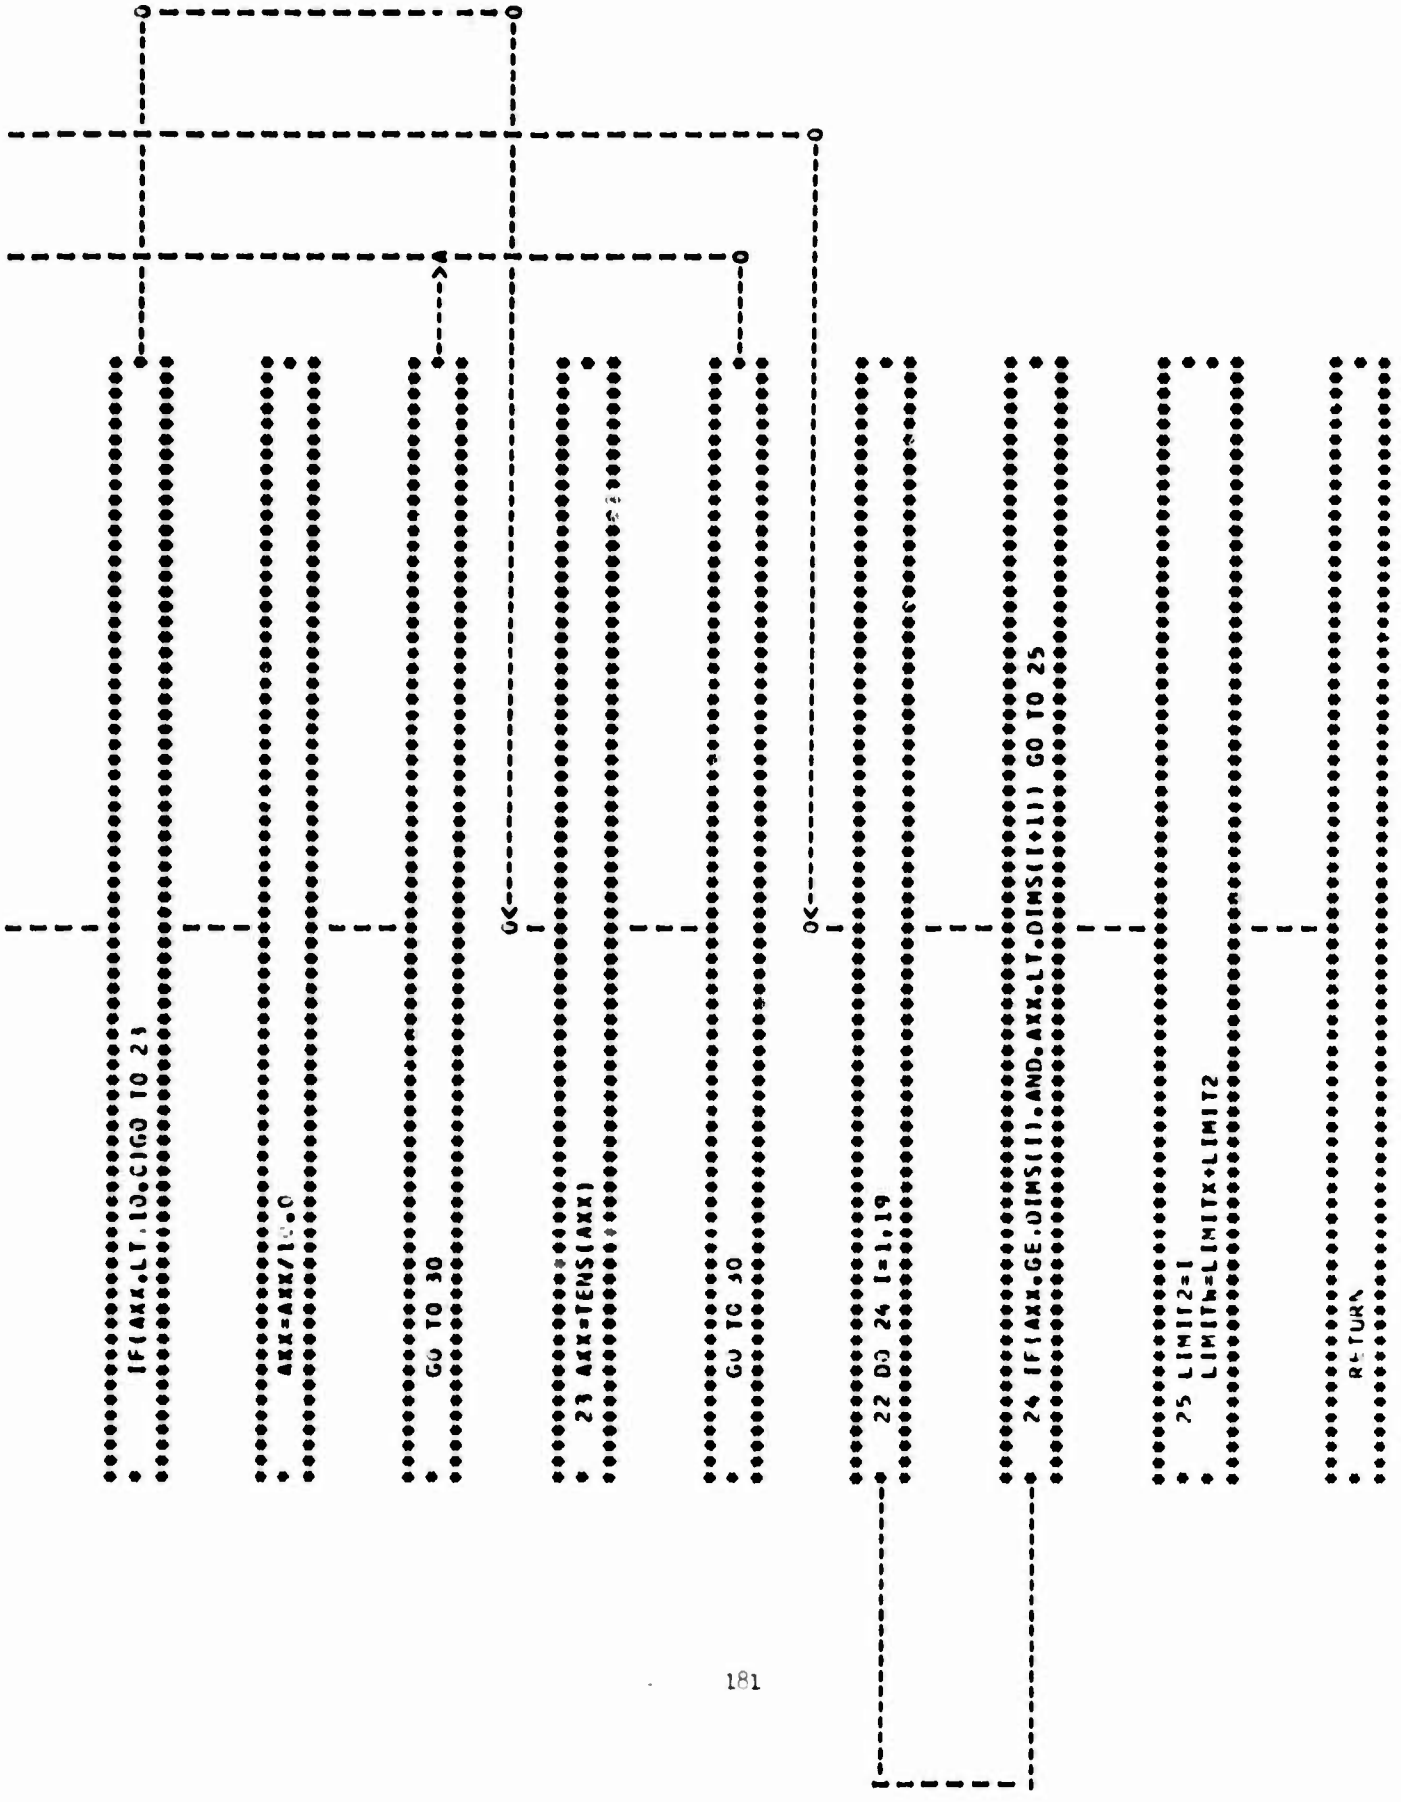 IF(AXX.LT.10.C)GO TO 23
AXX=AXX/10.0
GO TO 30
23 AXX=TENS(AXX)
GO TO 30
22 DO 24 I=1,19
24 IF(AXX.GE.DIMS(I).AND.AXX.LT.DIMS(I+1)) GO TO 25
25 LIMIT2=I
LIMITW=LIMITX+LIMIT2
RETURN
181